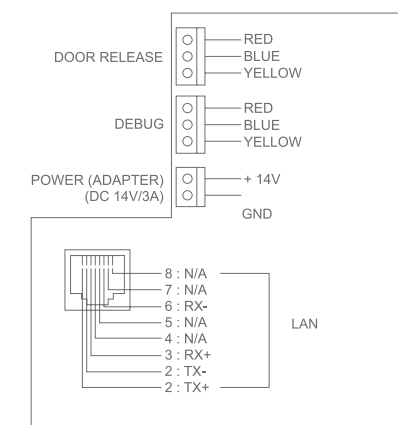 DOOR RELEASE
RED
BLUE
YELLOW
DEBUG
RED
BLUE
YELLOW
POWER (ADAPTER)
(DC 14V/3A)
+ 14V
GND
8 : N/A
7 : N/A
6 : RX-
5 : N/A
4 : N/A
3 : RX+
2 : TX-
2 : TX+
LAN